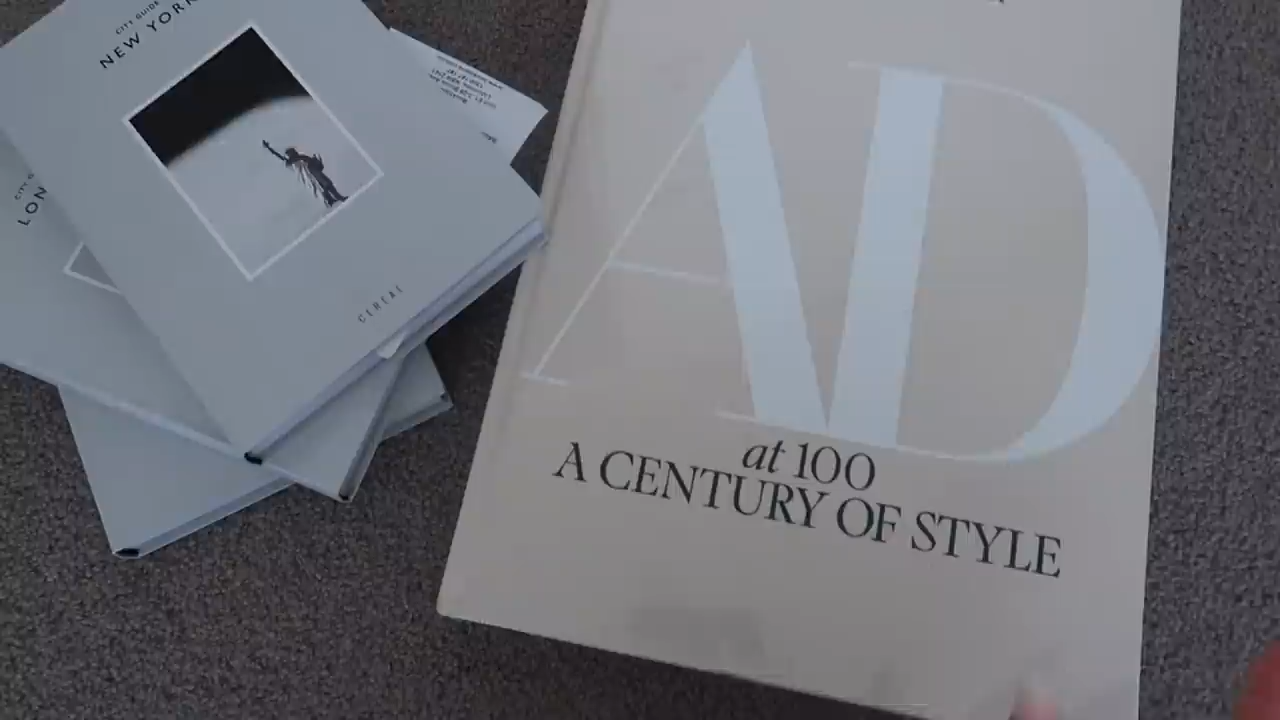 CITY GUIDE
NEW YORK
CEREAL
LON
AD
at 100
A CENTURY OF STYLE